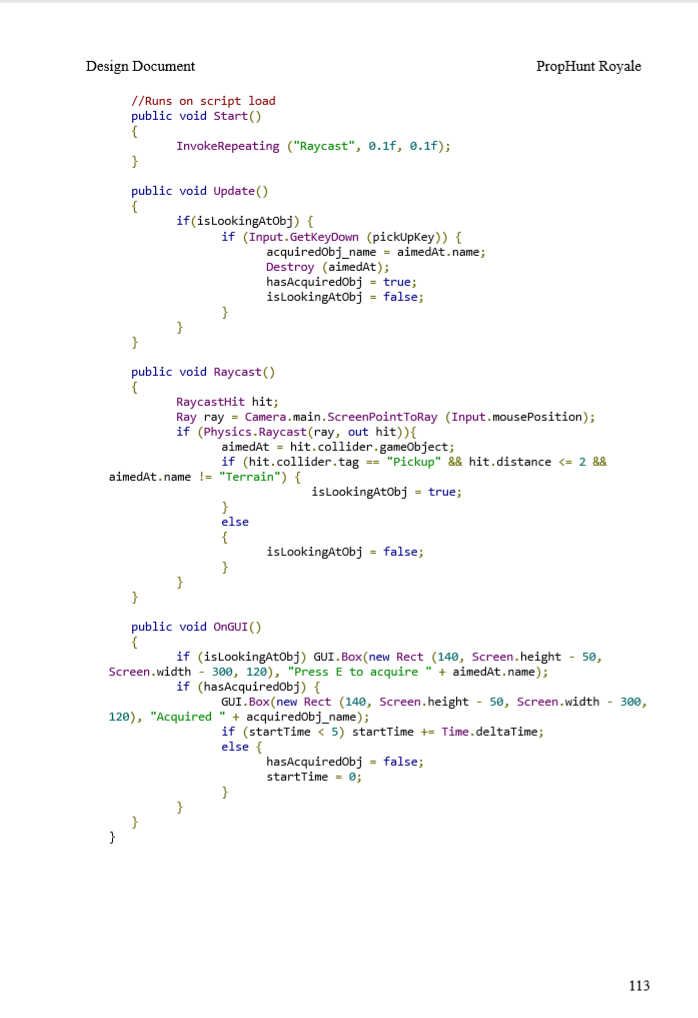 Design Document PropHunt Royale
//Runs on script load
public void Start()
{
InvokeRepeating ("Raycast", 0.1f, 0.1f);
}
public void Update()
{
if(isLookingAtObj) {
if (Input.GetKeyDown (pickUpKey)) {
acquiredObj_name = aimedAt.name;
Destroy (aimedAt);
hasAcquiredObj = true;
isLookingAtObj = false;
}
}
}
public void Raycast()
{
RaycastHit hit;
Ray ray = Camera.main.ScreenPointToRay (Input.mousePosition);
if (Physics.Raycast(ray, out hit)){
aimedAt = hit.collider.gameObject;
if (hit.collider.tag == "Pickup" && hit.distance <= 2 &&
aimedAt.name != "Terrain") {
isLookingAtObj = true;
}
else
{
isLookingAtObj = false;
}
}
}
public void OnGUI()
{
if (isLookingAtObj) GUI.Box(new Rect (140, Screen.height - 50,
Screen.width - 300, 120), "Press E to acquire " + aimedAt.name);
if (hasAcquiredObj) {
GUI.Box(new Rect (140, Screen.height - 50, Screen.width - 300,
120), "Acquired " + acquiredObj_name);
if (startTime < 5) startTime += Time.deltaTime;
else {
hasAcquiredObj = false;
startTime = 0;
}
}
}
}
113